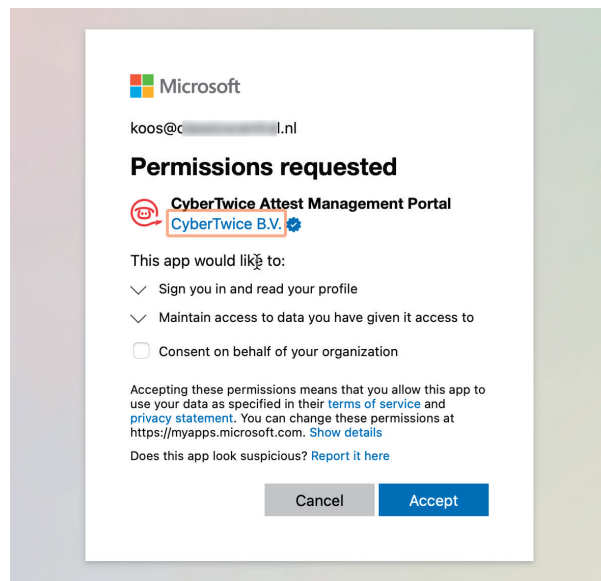 Microsoft
koos@c l.nl
Permissions requested
CyberTwice Attest Management Portal
CyberTwice B.V.
This app would like to:
Sign you in and read your profile
Maintain access to data you have given it access to
Consent on behalf of your organization
Accepting these permissions means that you allow this app to
use your data as specified in their terms of service and
privacy statement. You can change these permissions at
https://myapps.microsoft.com. Show details
Does this app look suspicious? Report it here
Cancel Accept